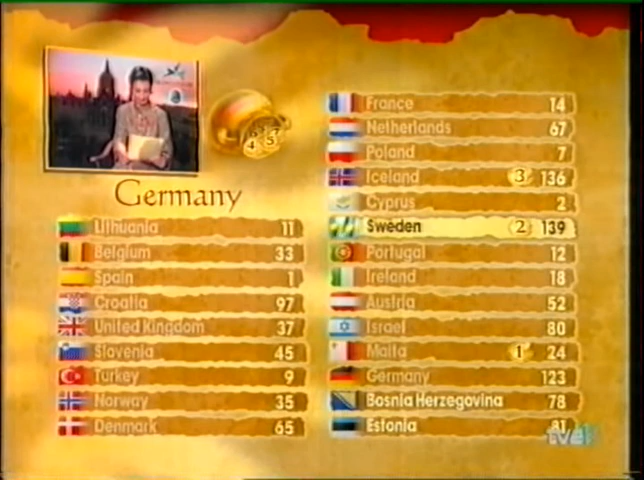 Germany
Lithuania 11
Belgium 33
Spain 1
Croatia 97
United Kingdom 37
Slovenia 45
Turkey 9
Norway 35
Denmark 65
France 14
Netherlands 67
Poland 7
Iceland 3 136
Cyprus 2
Sweden 2 139
Portugal 12
Ireland 18
Austria 52
Israel 80
Malta 1 24
Germany 123
Bosnia Herzegovina 78
Estonia